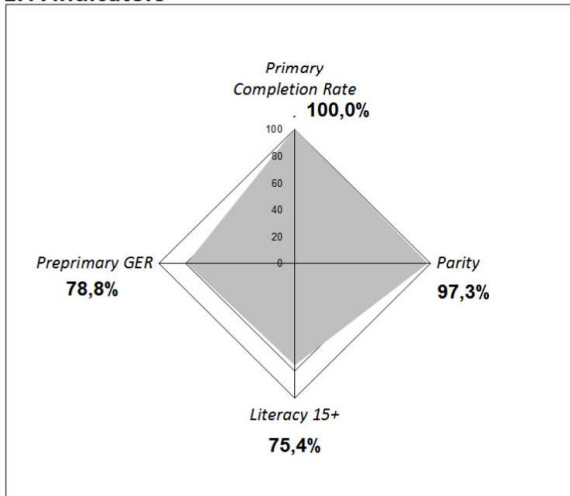 Primary
Completion Rate
100,0%
100
80
60
40
20
0
Preprimary GER
78,8%
Parity
97,3%
Literacy 15+
75,4%